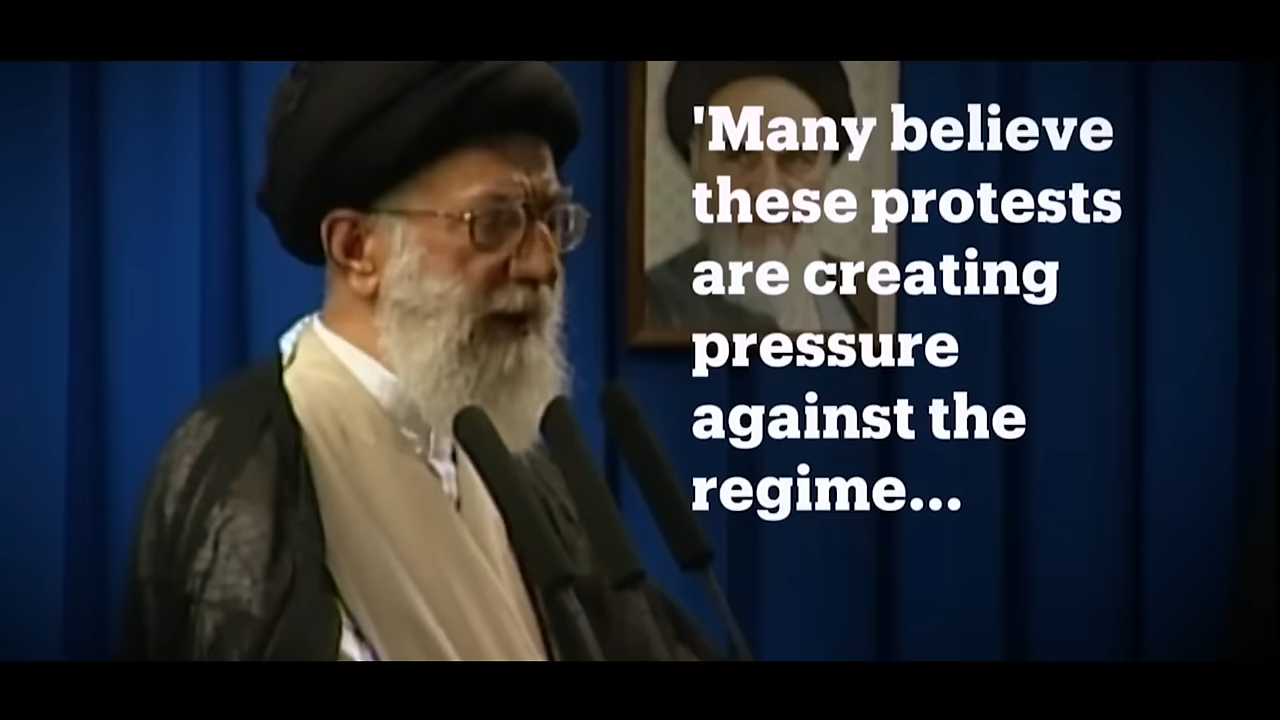 'Many believe
these protests
are creating
pressure
against the
regime...